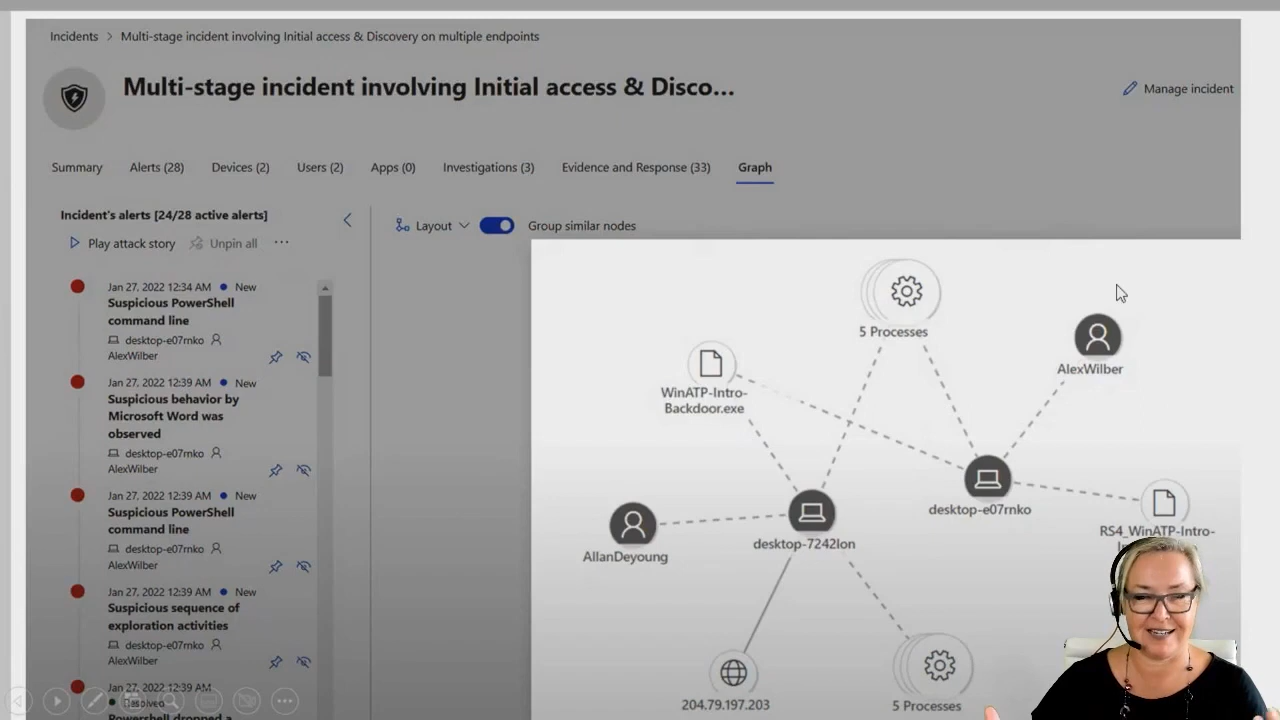 Incidents > Multi-stage incident involving Initial access & Discovery on multiple endpoints
Multi-stage incident involving Initial access & Disco...
Manage incident
Summary Alerts (28) Devices (2) Users (2) Apps (0) Investigations (3) Evidence and Response (33) Graph
Incident's alerts [24/28 active alerts]
Play attack story Unpin all ...
Layout Group similar nodes
Jan 27, 2022 12:34 AM New
Suspicious PowerShell
command line
desktop-e07rnko
AlexWilber
Jan 27, 2022 12:39 AM New
Suspicious behavior by
Microsoft Word was
observed
desktop-e07rnko
AlexWilber
Jan 27, 2022 12:39 AM New
Suspicious PowerShell
command line
desktop-e07rnko
AlexWilber
Jan 27, 2022 12:39 AM New
Suspicious sequence of
exploration activities
desktop-e07rnko
AlexWilber
Jan 27, 2022 12:39 AM
Resolved
Powershell dropped a
5 Processes
AlexWilber
WinATP-Intro-
Backdoor.exe
desktop-e07rnko
RS4_WinATP-Intro-
AllanDeyoung
desktop-7242lon
204.79.197.203
5 Processes